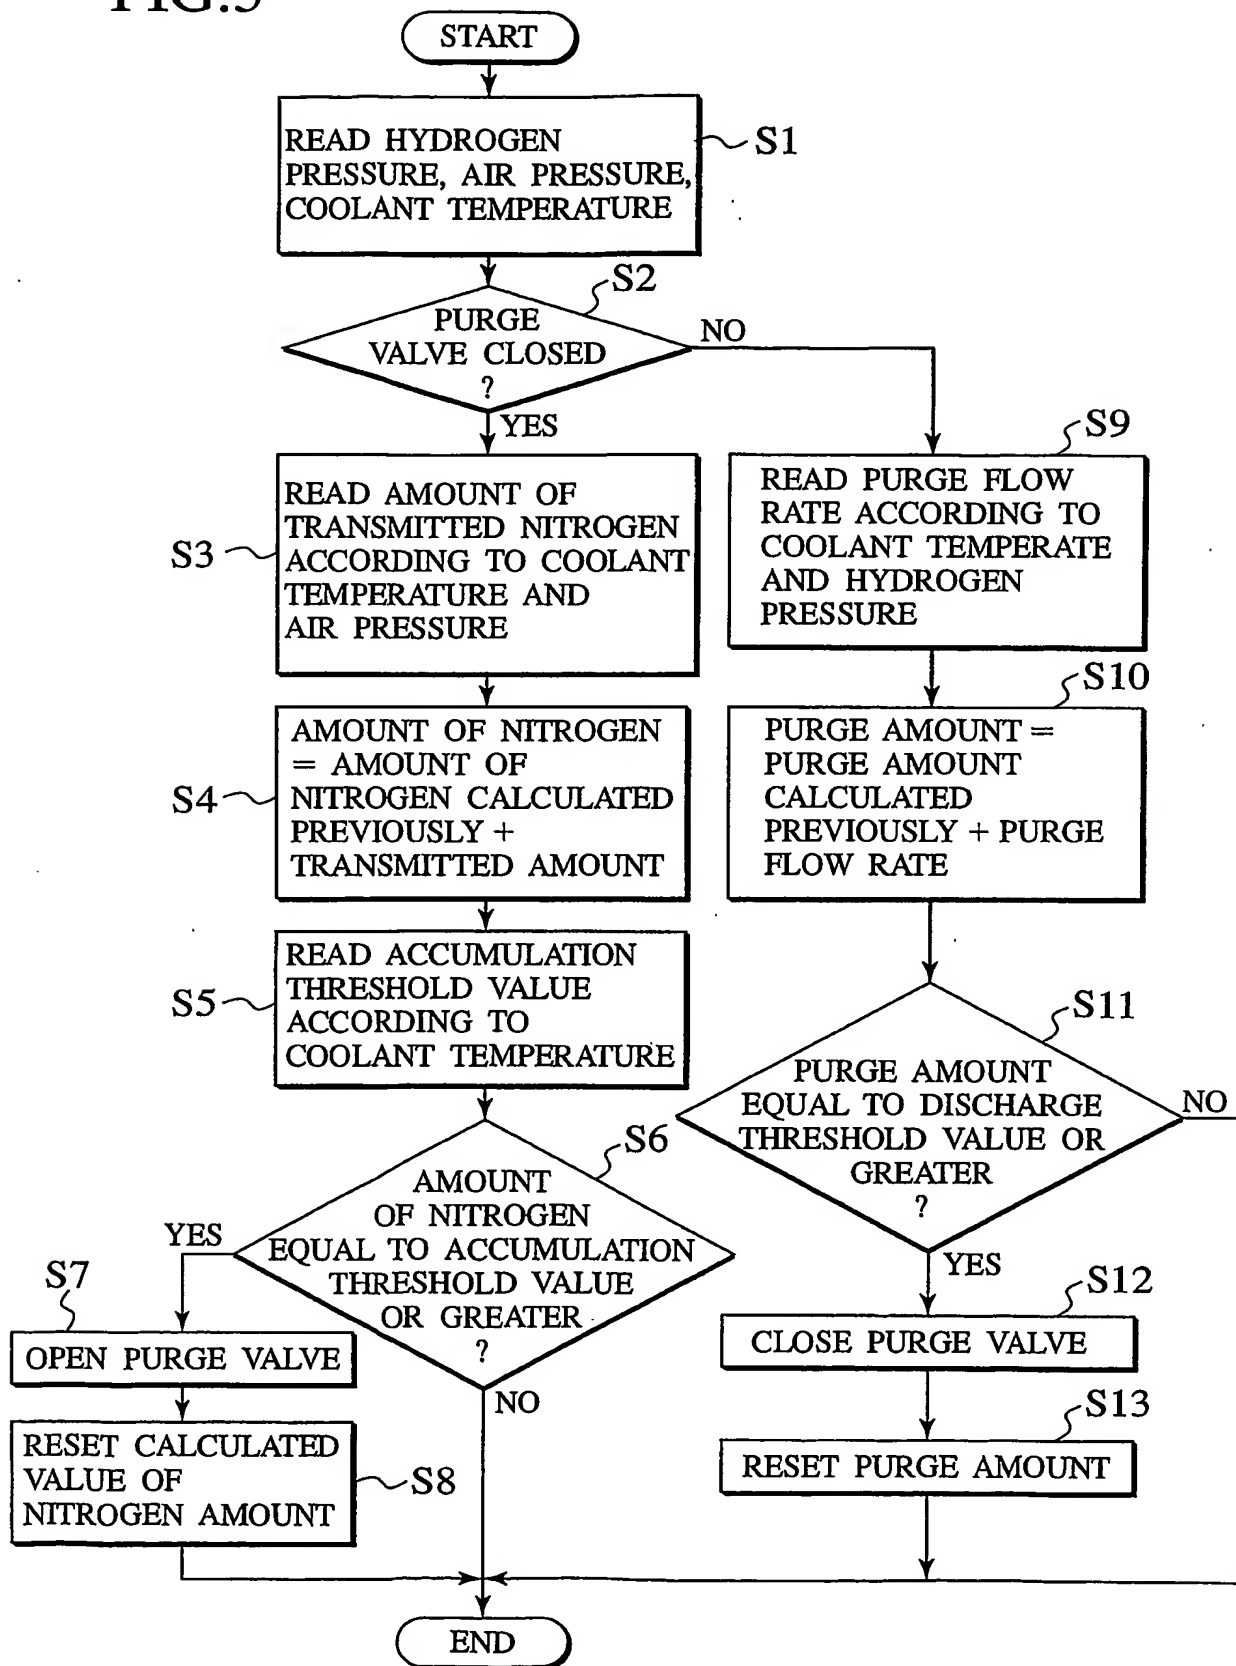 START
READ HYDROGEN
PRESSURE, AIR PRESSURE,
COOLANT TEMPERATURE
S1
S2
PURGE
VALVE CLOSED
?
NO
YES
S3
READ AMOUNT OF
TRANSMITTED NITROGEN
ACCORDING TO COOLANT
TEMPERATURE AND
AIR PRESSURE
S9
READ PURGE FLOW
RATE ACCORDING TO
COOLANT TEMPERATE
AND HYDROGEN
PRESSURE
S4
AMOUNT OF NITROGEN
= AMOUNT OF
NITROGEN CALCULATED
PREVIOUSLY +
TRANSMITTED AMOUNT
S10
PURGE AMOUNT =
PURGE AMOUNT
CALCULATED
PREVIOUSLY + PURGE
FLOW RATE
S5
READ ACCUMULATION
THRESHOLD VALUE
ACCORDING TO
COOLANT TEMPERATURE
S11
PURGE AMOUNT
EQUAL TO DISCHARGE
THRESHOLD VALUE OR
GREATER
?
NO
YES
S6
AMOUNT
OF NITROGEN
EQUAL TO ACCUMULATION
THRESHOLD VALUE
OR GREATER
?
YES
NO
S7
OPEN PURGE VALVE
S12
CLOSE PURGE VALVE
RESET CALCULATED
VALUE OF
NITROGEN AMOUNT
S8
S13
RESET PURGE AMOUNT
END